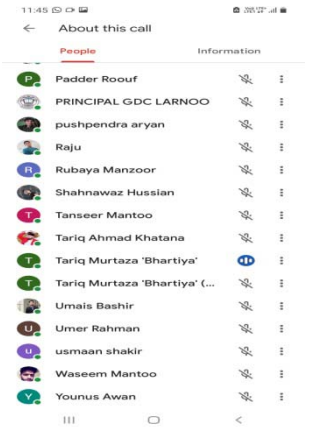 11:45
About this call
People Information
P Padder Roouf
PRINCIPAL GDC LARNOO
pushpendra aryan
Raju
R Rubaya Manzoor
Shahnawaz Hussian
T Tanseer Mantoo
Tariq Ahmad Khatana
T Tariq Murtaza 'Bhartiya'
T Tariq Murtaza 'Bhartiya' (...
Umais Bashir
U Umer Rahman
u usmaan shakir
Waseem Mantoo
Y Younus Awan